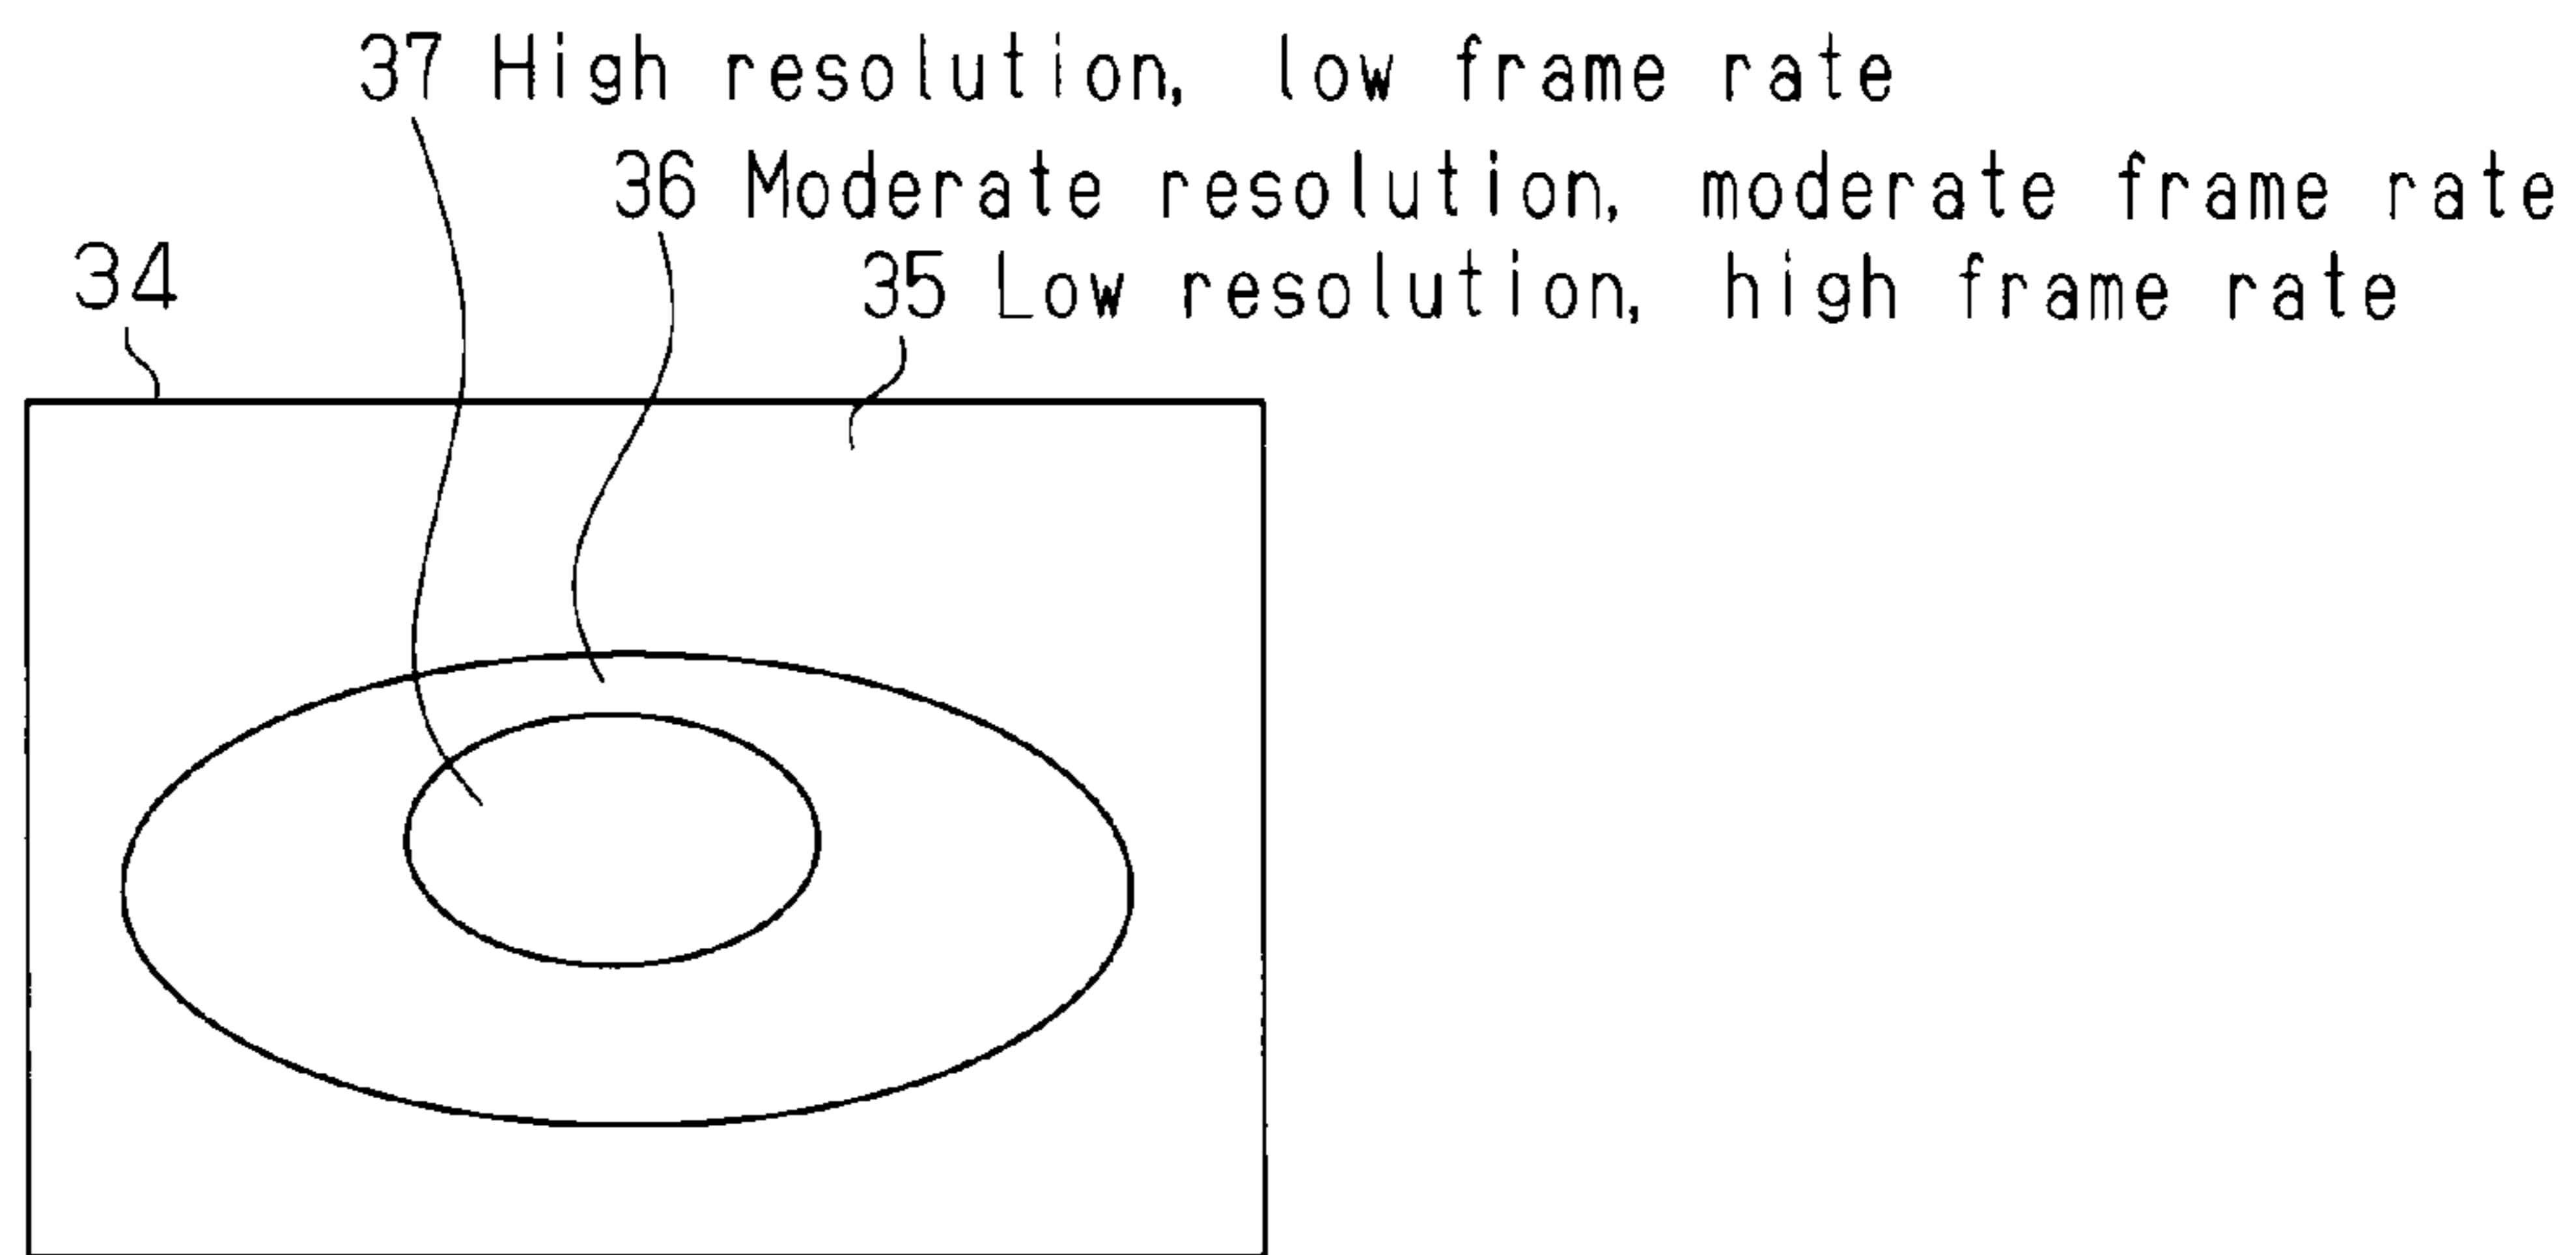 37 High resolution, low frame rate
36 Moderate resolution, moderate frame rate
34
35 Low resolution, high frame rate